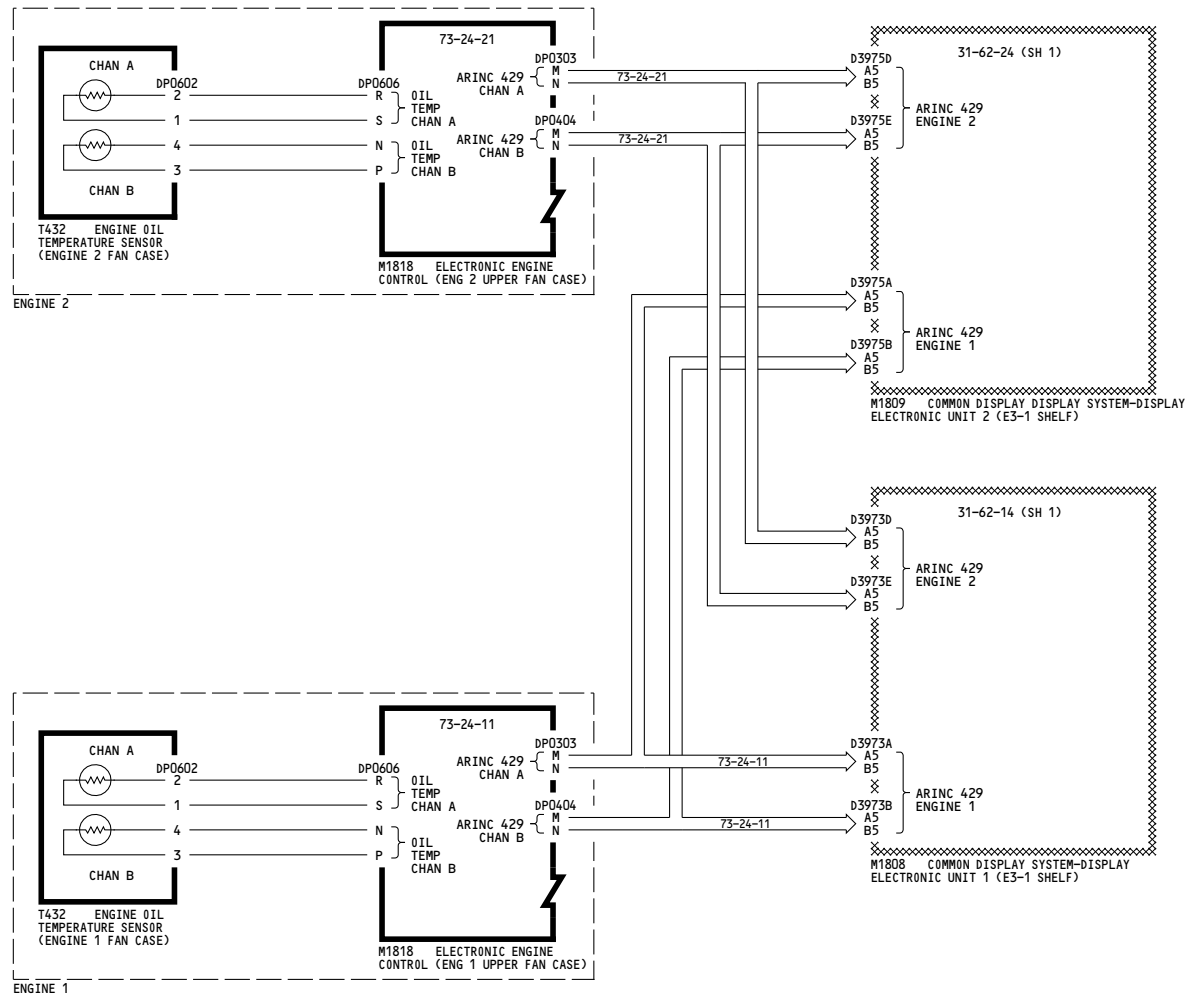 CHAN A
DP0602
2
1
4
3
CHAN B
T432 ENGINE OIL
TEMPERATURE SENSOR
(ENGINE 2 FAN CASE)
73-24-21
DP0606
R
S
N
P
OIL
TEMP
CHAN A
OIL
TEMP
CHAN B
ARINC 429
CHAN A
DP0303
M
N
ARINC 429
CHAN B
DP0404
M
N
M1818 ELECTRONIC ENGINE
CONTROL (ENG 2 UPPER FAN CASE)
ENGINE 2
73-24-21
73-24-21
31-62-24 (SH 1)
D3975D
A5
B5
D3975E
A5
B5
ARINC 429
ENGINE 2
D3975A
A5
B5
D3975B
A5
B5
ARINC 429
ENGINE 1
M1809 COMMON DISPLAY DISPLAY SYSTEM-DISPLAY
ELECTRONIC UNIT 2 (E3-1 SHELF)
31-62-14 (SH 1)
D3973D
A5
B5
D3973E
A5
B5
ARINC 429
ENGINE 2
D3973A
A5
B5
D3973B
A5
B5
ARINC 429
ENGINE 1
M1808 COMMON DISPLAY SYSTEM-DISPLAY
ELECTRONIC UNIT 1 (E3-1 SHELF)
CHAN A
DP0602
2
1
4
3
CHAN B
T432 ENGINE OIL
TEMPERATURE SENSOR
(ENGINE 1 FAN CASE)
73-24-11
DP0606
R
S
N
P
OIL
TEMP
CHAN A
OIL
TEMP
CHAN B
ARINC 429
CHAN A
DP0303
M
N
ARINC 429
CHAN B
DP0404
M
N
M1818 ELECTRONIC ENGINE
CONTROL (ENG 1 UPPER FAN CASE)
ENGINE 1
73-24-11
73-24-11